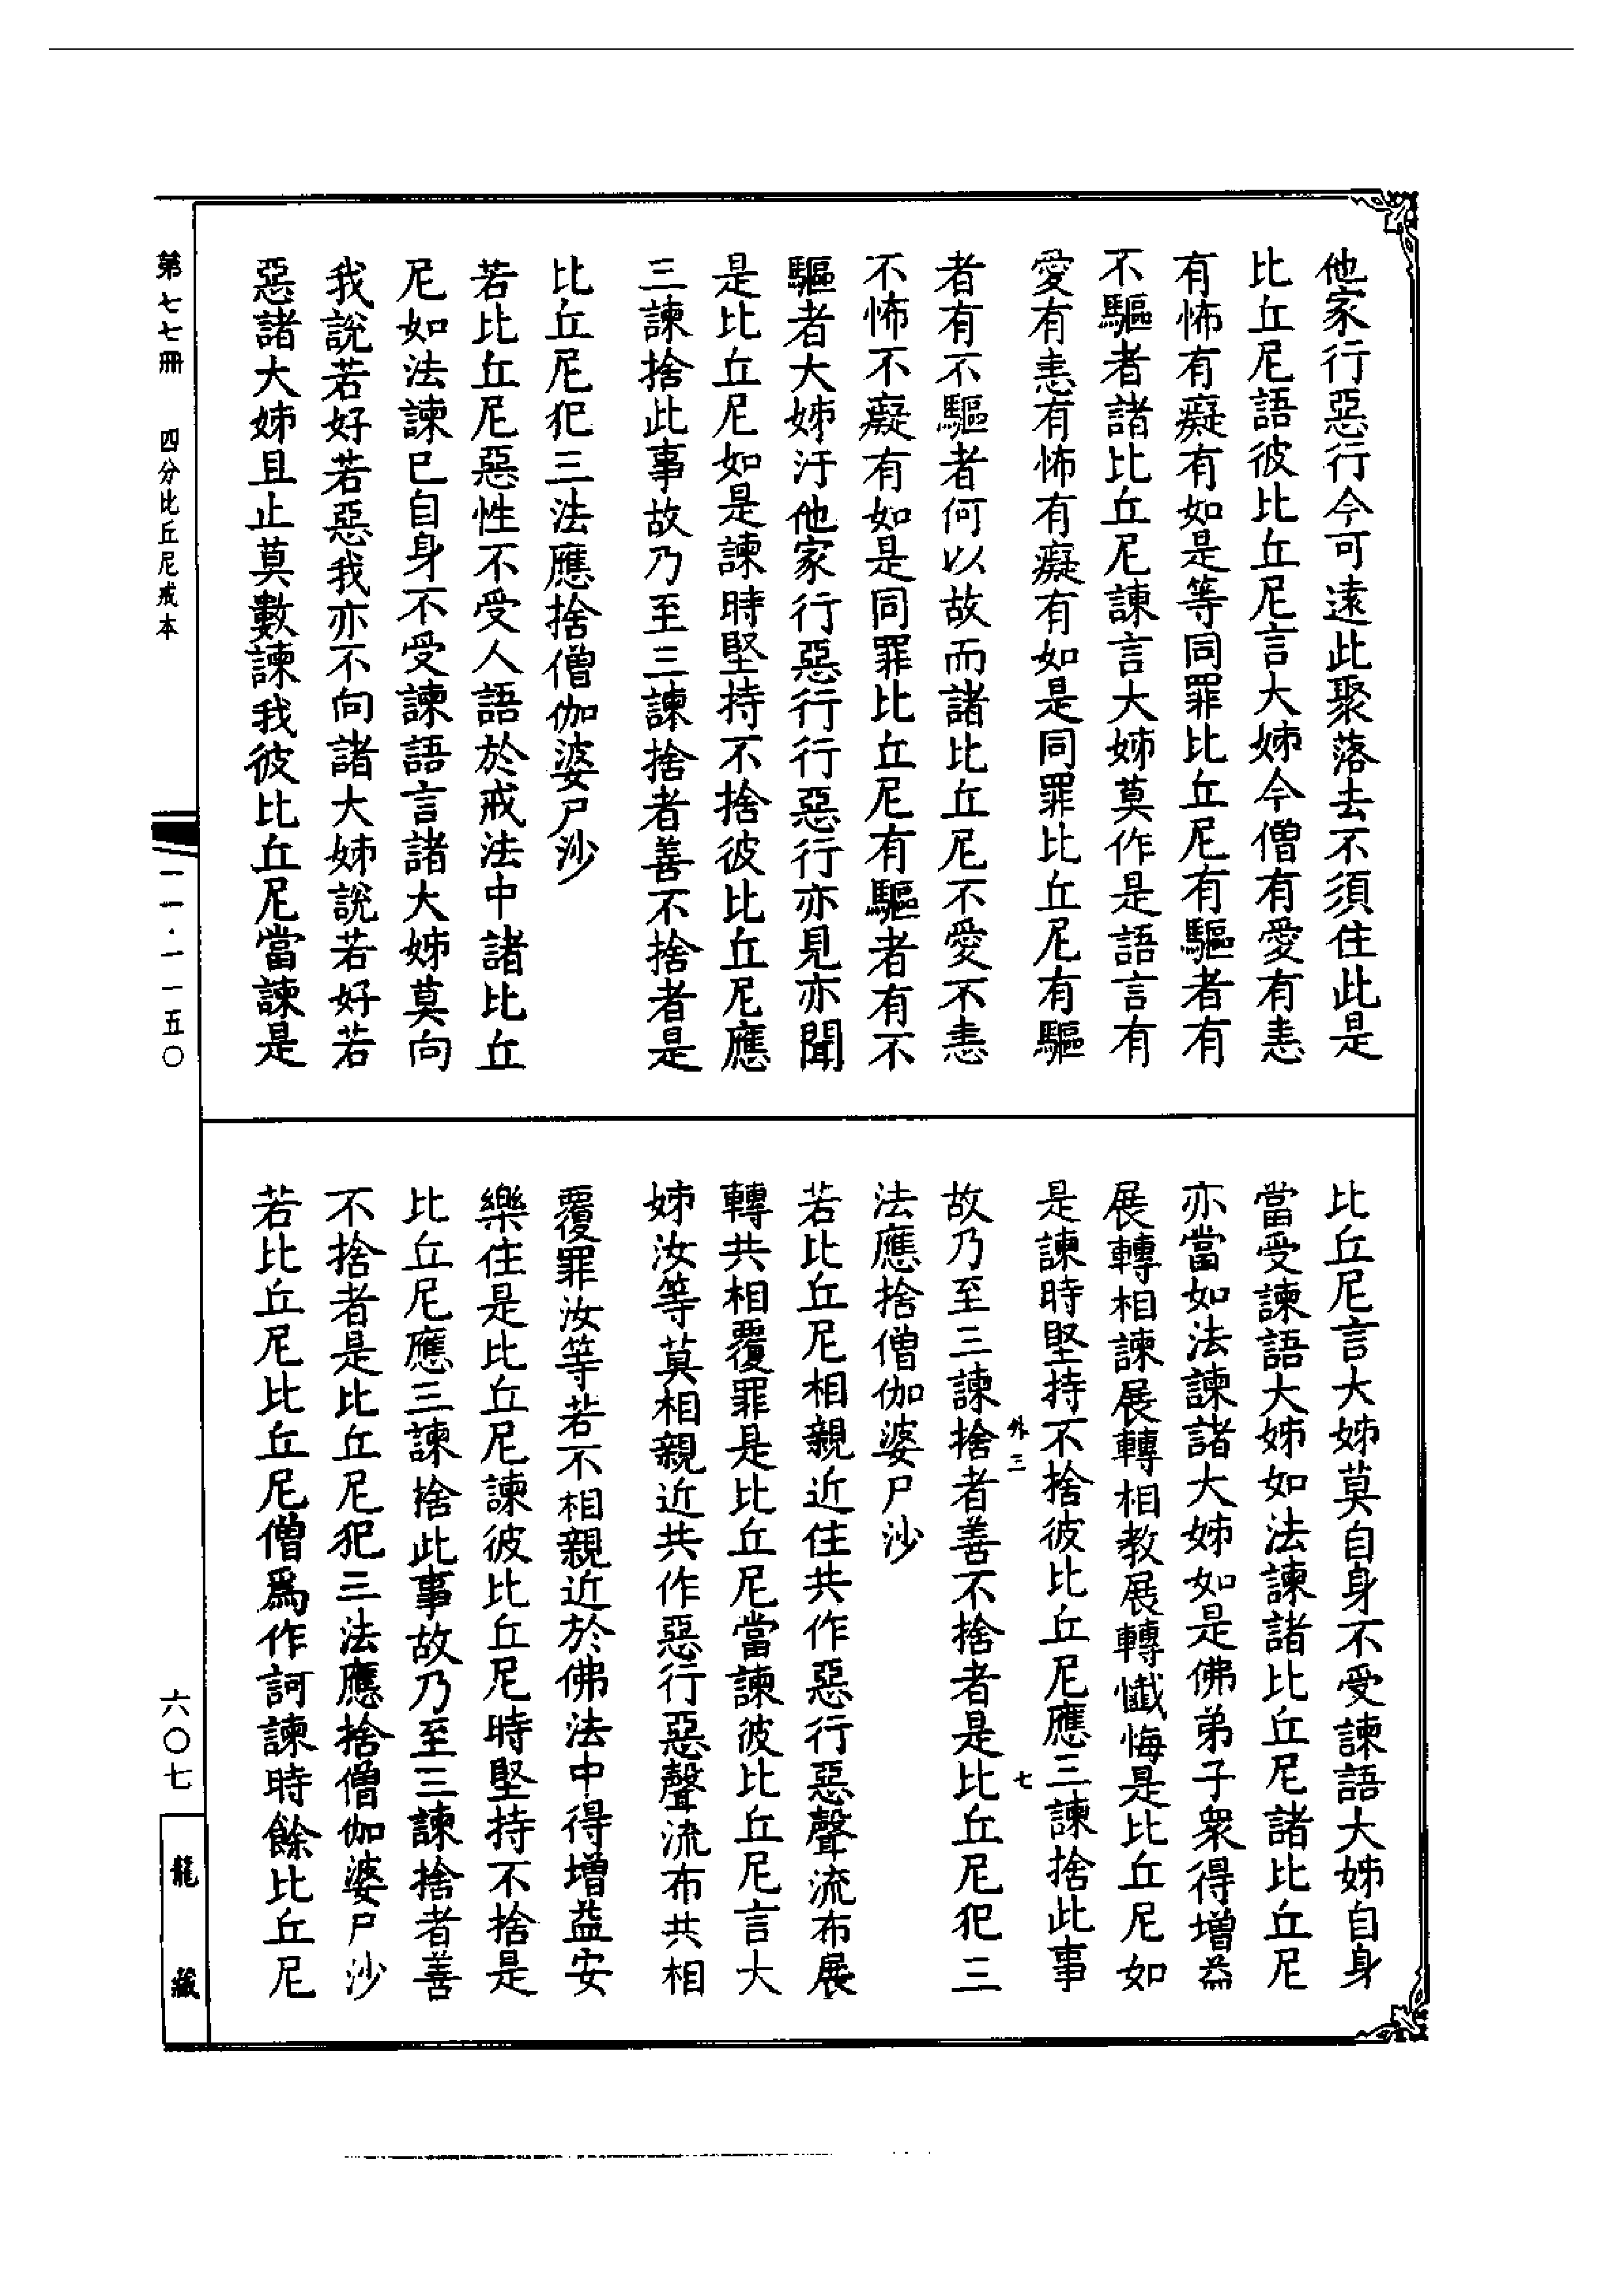 他家行惡行今可遠此聚落去不須住此是
比丘尼語彼比丘尼言大姊今僧有愛有恚
有怖有癡有如是等同罪比丘尼有驅者有
不驅者諸比丘尼諫言大姊莫作是語言有
愛有恚有怖有癡有如是同罪比丘尼有驅
者有不驅者何以故而諸比丘尼不愛不恚
不怖不癡有如是同罪比丘尼有驅者有不
驅者大姊汙他家行惡行行惡行亦見亦聞
是比丘尼如是諫時堅持不捨彼比丘尼應
三諫捨此事故乃至三諫捨者善不捨者是
比丘尼犯三法應捨僧伽婆尸沙
若比丘尼惡性不受人語於戒法中諸比丘
尼如法諫已自身不受諫語言諸大姊莫向
我說若好若惡我亦不向諸大姊說若好若
惡諸大姊且止莫數諫我彼比丘尼當諫是
比丘尼言大姊莫自身不受諫語大姊自身
當受諫語大姊如法諫諸比丘尼諸比丘尼
亦當如法諫諸大姊如是佛弟子衆得增益
展轉相諫展轉相教展轉懺悔是比丘尼如
是諫時堅持不捨彼比丘尼應三諫捨此事
外三 七
故乃至三諫捨者善不捨者是比丘尼犯三
法應捨僧伽婆尸沙
若比丘尼相親近住共作惡行惡聲流布展
轉共相覆罪是比丘尼當諫彼比丘尼言大
姊汝等莫相親近共作惡行惡聲流布共相
覆罪汝等若不相親近於佛法中得增益安
樂住是比丘尼諫彼比丘尼時堅持不捨是
比丘尼應三諫捨此事故乃至三諫捨者善
不捨者是比丘尼犯三法應捨僧伽婆尸沙
若比丘尼比丘尼僧爲作訶諫時餘比丘尼
第七七冊 四分比丘尼戒本
一一·一一五〇
六〇七
龍藏